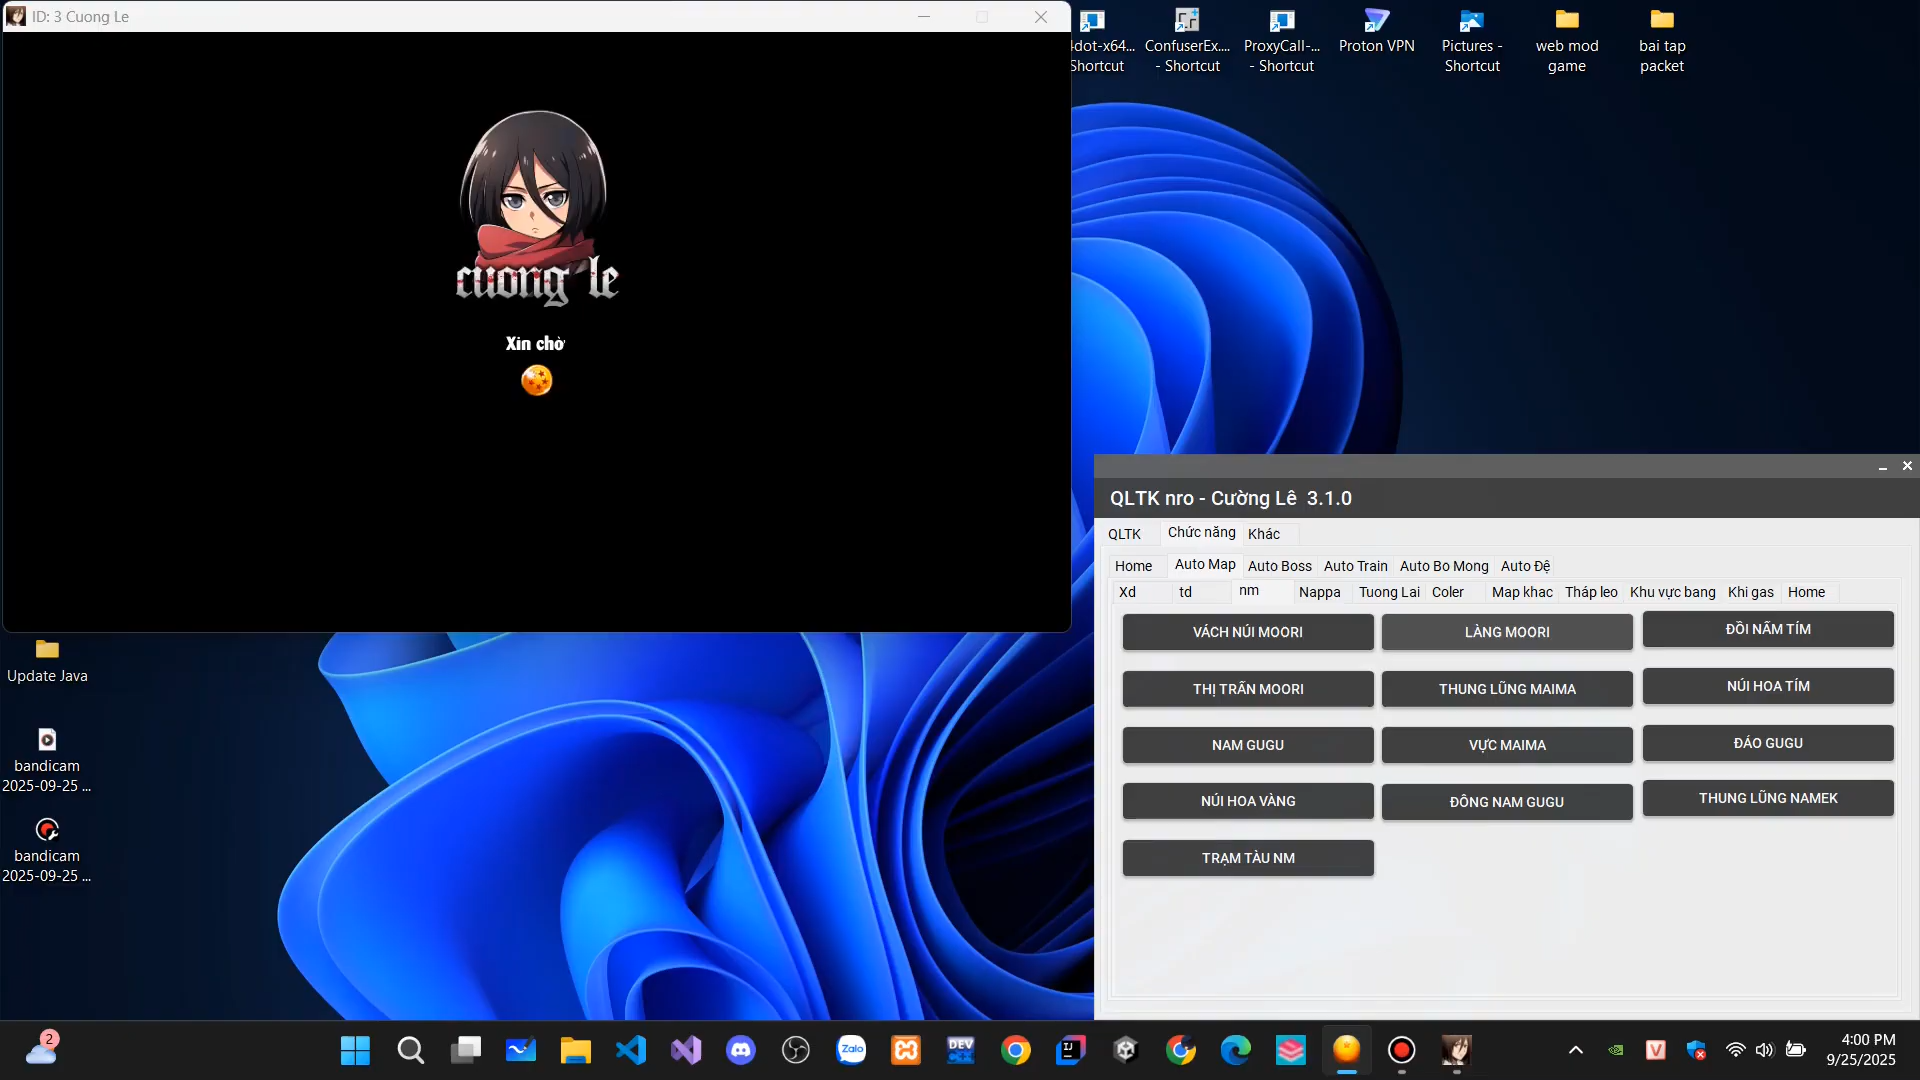 ID: 3 Cuong Le
cuong le
Xin chờ
4dot-x64...
Shortcut
ConfuserEx....
- Shortcut
ProxyCall-...
- Shortcut
Proton VPN
Pictures -
Shortcut
web mod
game
bai tap
packet
Update Java
bandicam
2025-09-25 ...
bandicam
2025-09-25 ...
QLTK nro - Cường Lê 3.1.0
QLTK Chức năng Khác
Home Auto Map Auto Boss Auto Train Auto Bo Mong Auto Đệ
Xd td nm Nappa Tuong Lai Coler Map khac Tháp leo Khu vực bang Khi gas Home
VÁCH NÚI MOORI LÀNG MOORI ĐỒI NẤM TÍM
THỊ TRẤN MOORI THUNG LŨNG MAIMA NÚI HOA TÍM
NAM GUGU VỰC MAIMA ĐÁO GUGU
NÚI HOA VÀNG ĐÔNG NAM GUGU THUNG LŨNG NAMEK
TRẠM TÀU NM
2
Zalo
DEV
IJ
V
4:00 PM
9/25/2025